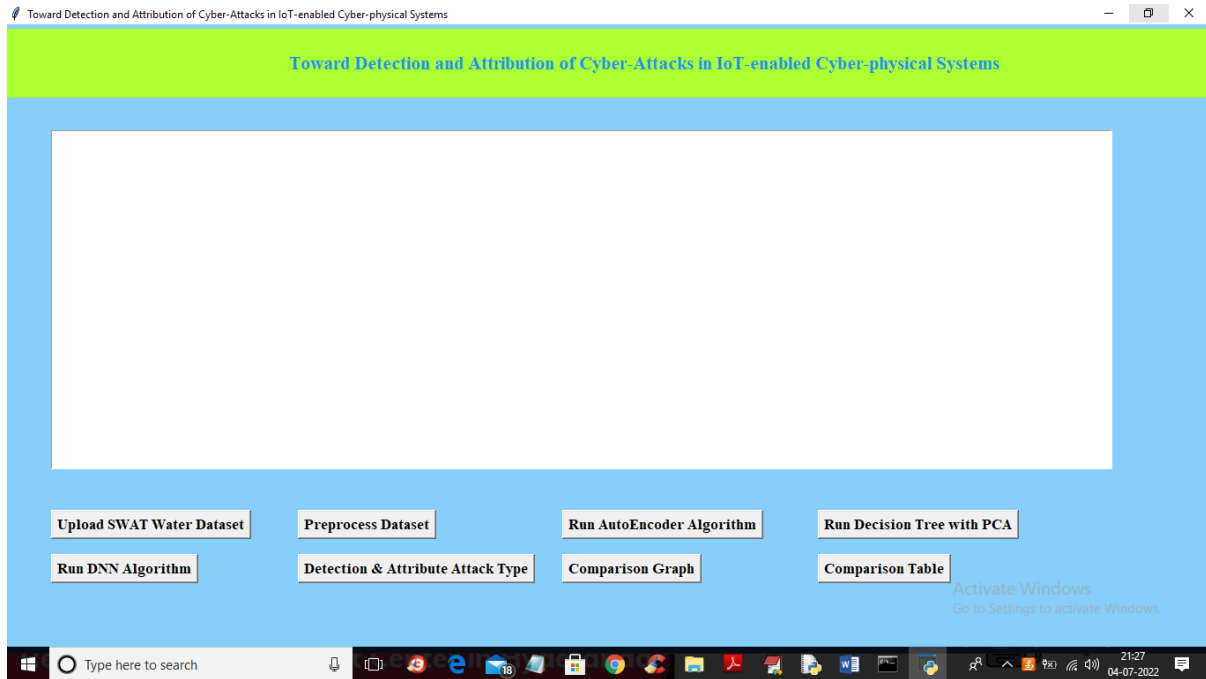 Toward Detection and Attribution of Cyber-Attacks in IoT-enabled Cyber-physical Systems
Toward Detection and Attribution of Cyber-Attacks in IoT-enabled Cyber-physical Systems
Upload SWAT Water Dataset
Preprocess Dataset
Run AutoEncoder Algorithm
Run Decision Tree with PCA
Run DNN Algorithm
Detection & Attribute Attack Type
Comparison Graph
Comparison Table
Activate Windows
Go to Settings to activate Windows.
Type here to search
18
21:27
04-07-2022